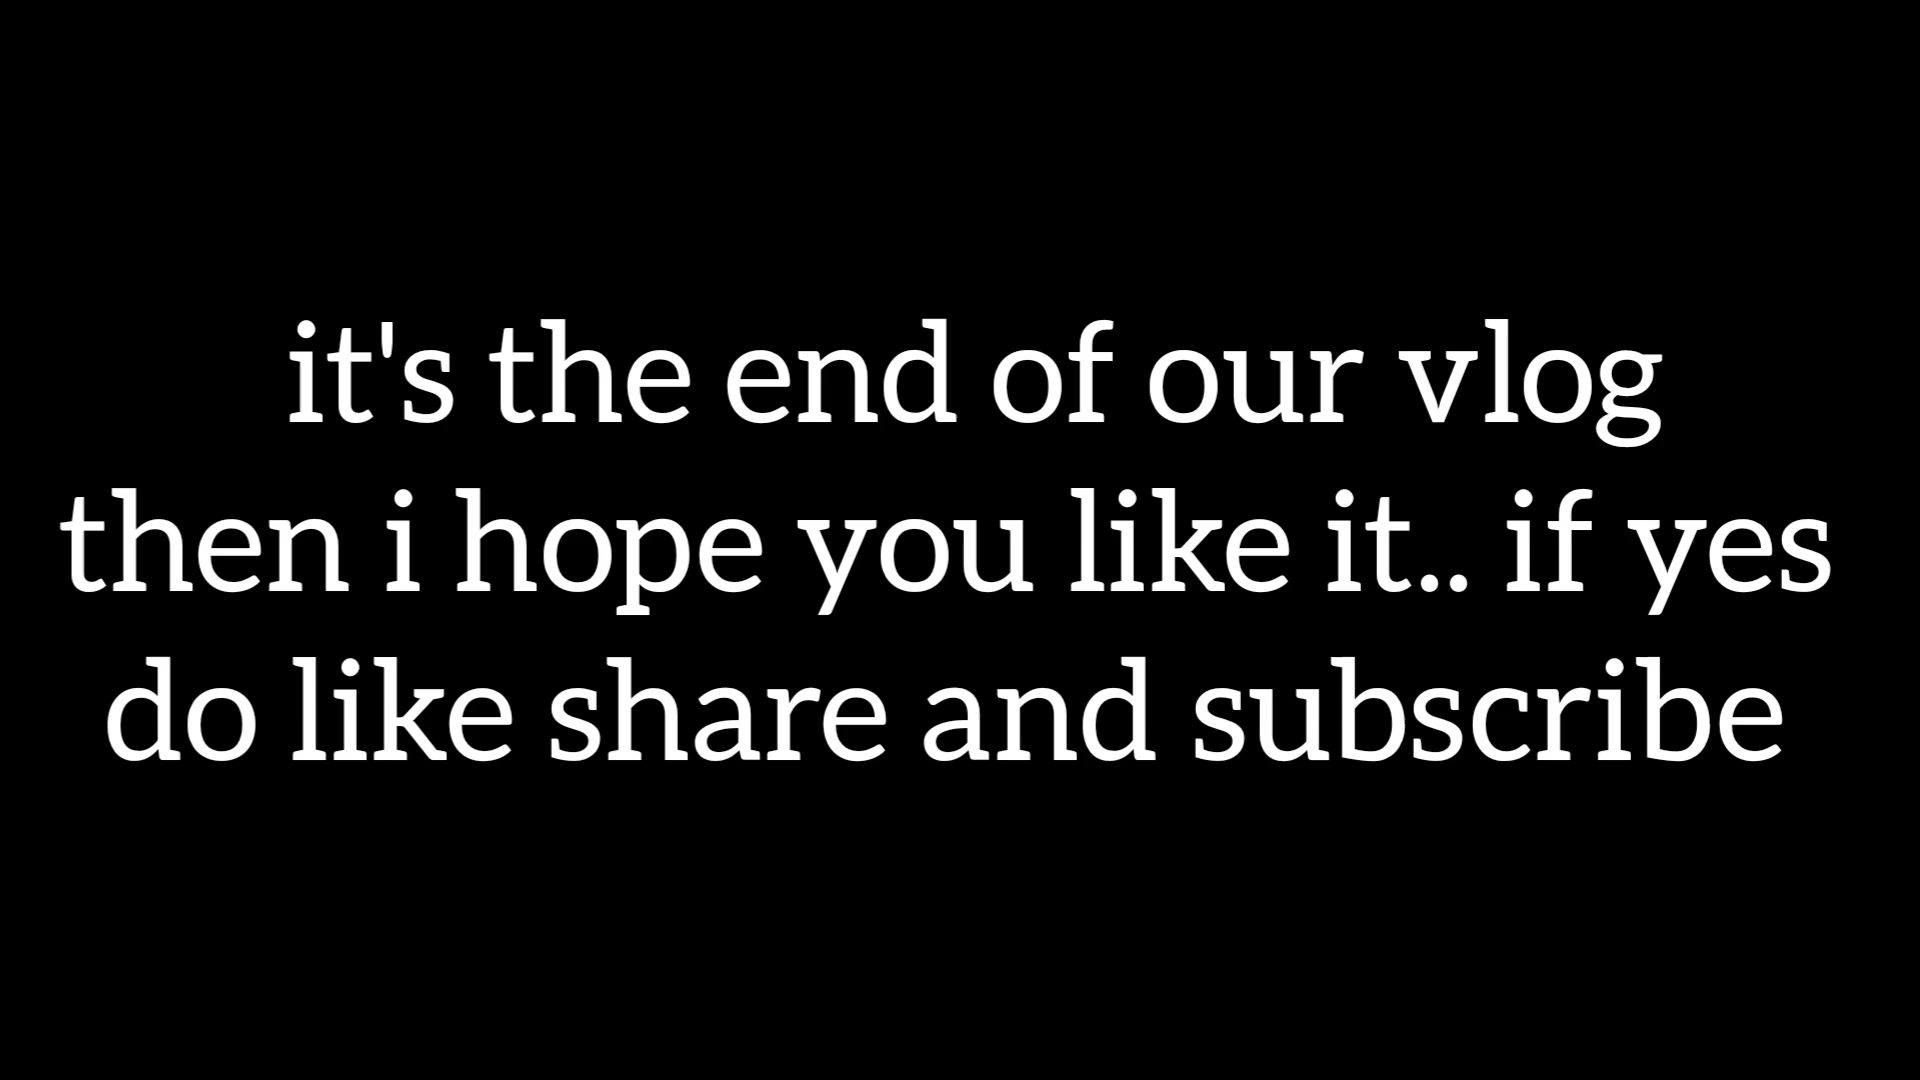 it's the end of our vlog
then i hope you like it.. if yes
do like share and subscribe